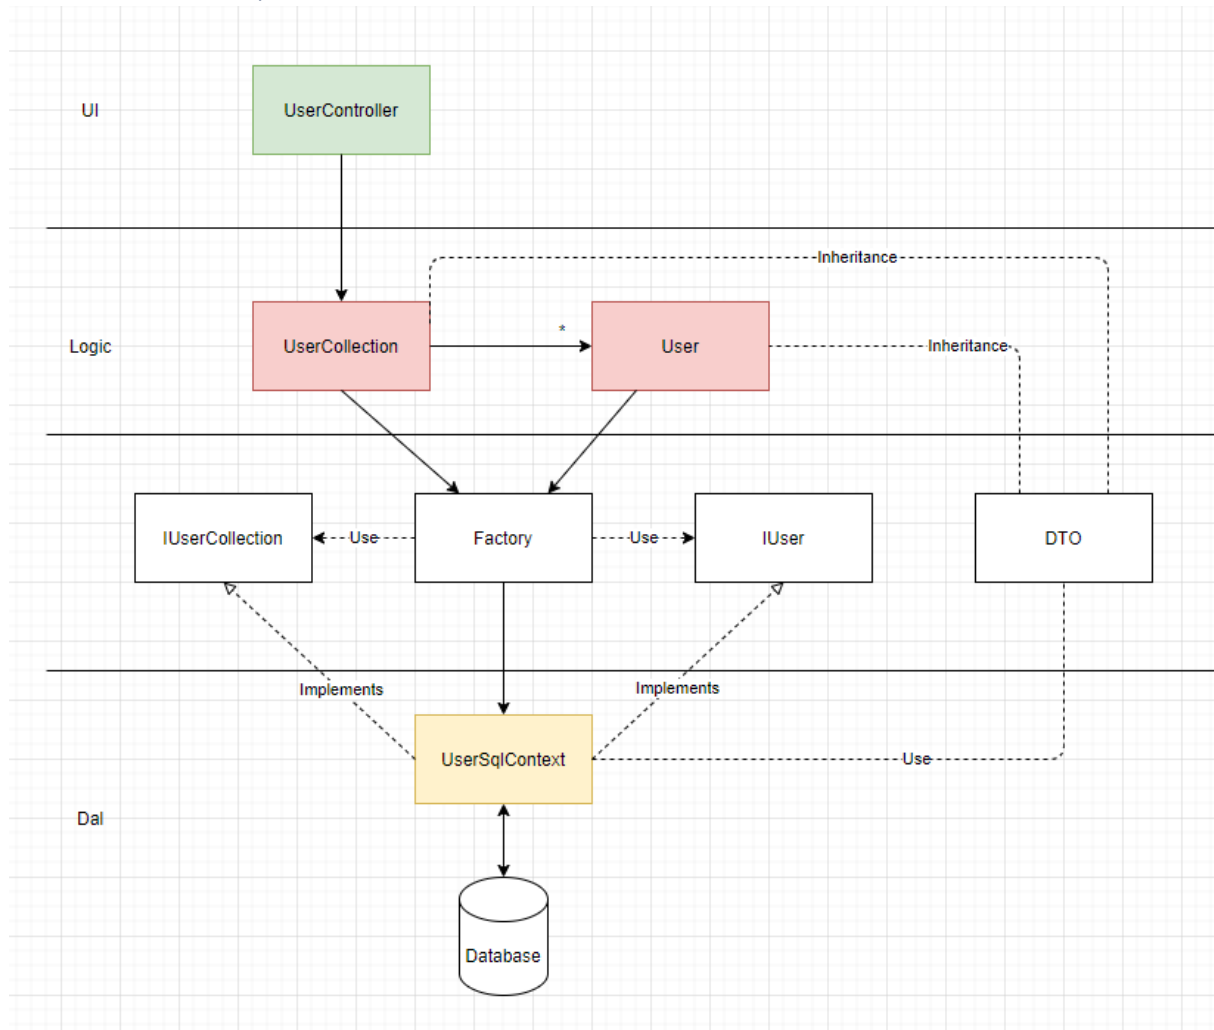 UI
UserController
Inheritance
Logic
UserCollection
*
User
Inheritance
IUserCollection
Use
Factory
Use
IUser
DTO
Implements
Implements
UserSqlContext
Use
Dal
Database